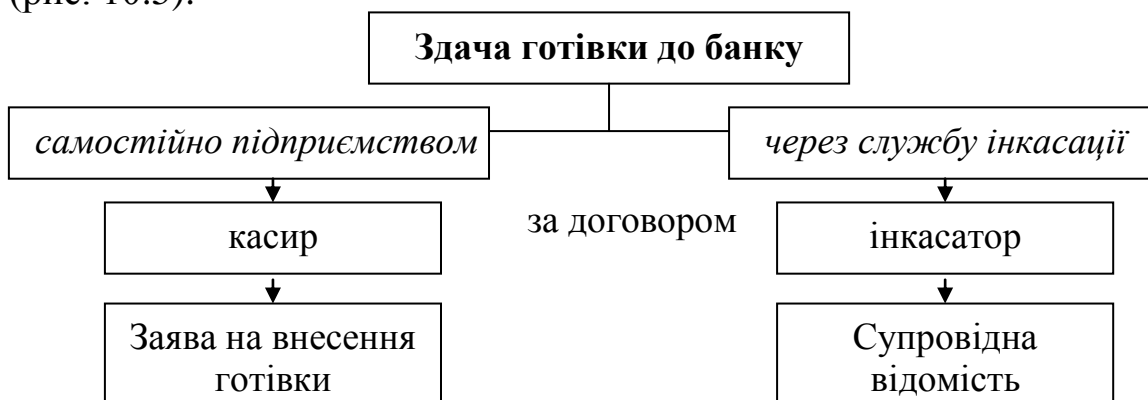 (рис. 10.3).
Здача готівки до банку
самостійно підприємством
через службу інкасації
касир
за договором
інкасатор
Заява на внесення
готівки
Супровідна
відомість